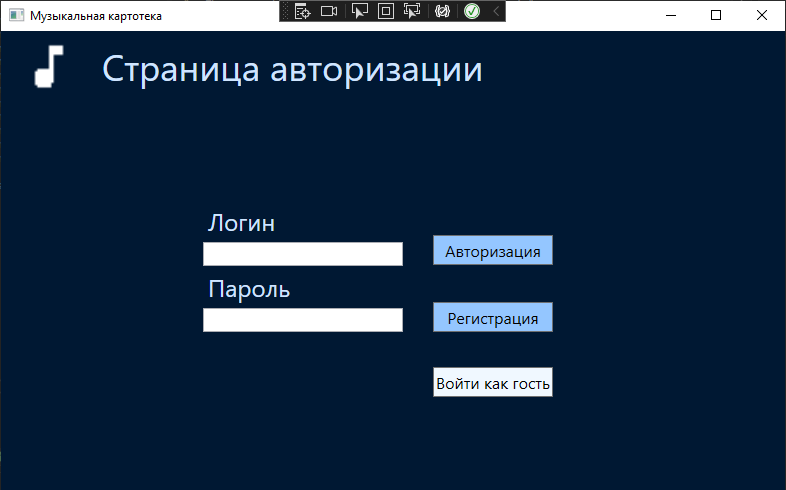 Музыкальная картотека
Страница авторизации
Логин
Авторизация
Пароль
Регистрация
Войти как гость